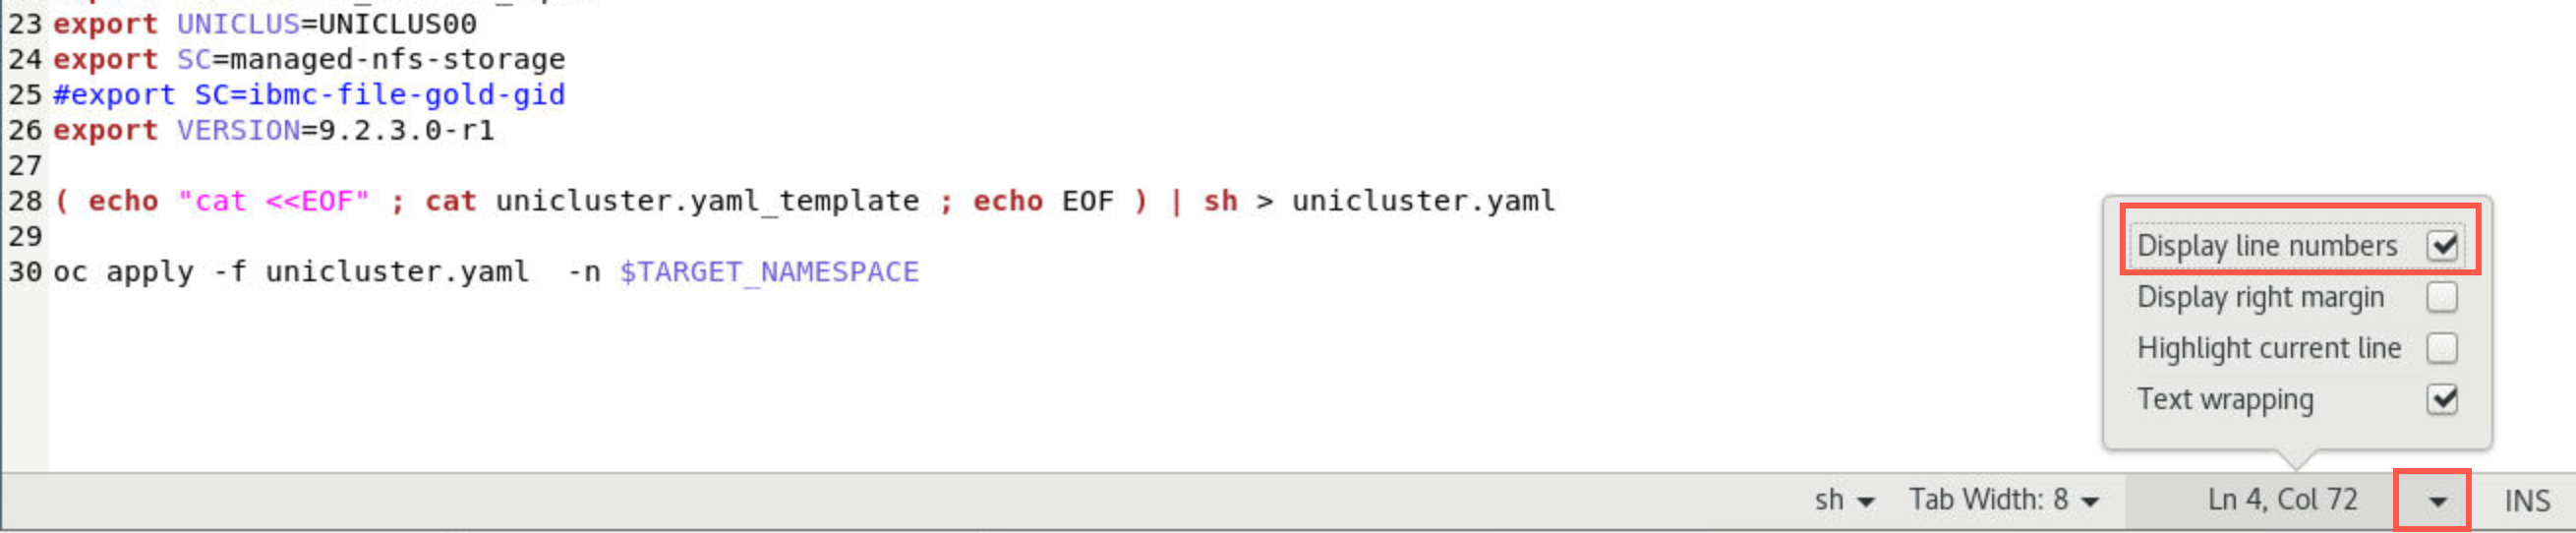 23 export UNICLUS=UNICLUS00
24 export SC=managed-nfs-storage
25 #export SC=ibmc-file-gold-gid
26 export VERSION=9.2.3.0-r1
27
28 ( echo "cat <<EOF" ; cat unicluster.yaml_template ; echo EOF ) | sh > unicluster.yaml
29
30 oc apply -f unicluster.yaml  -n $TARGET_NAMESPACE
Display line numbers
Display right margin
Highlight current line
Text wrapping
sh Tab Width: 8 Ln 4, Col 72 INS